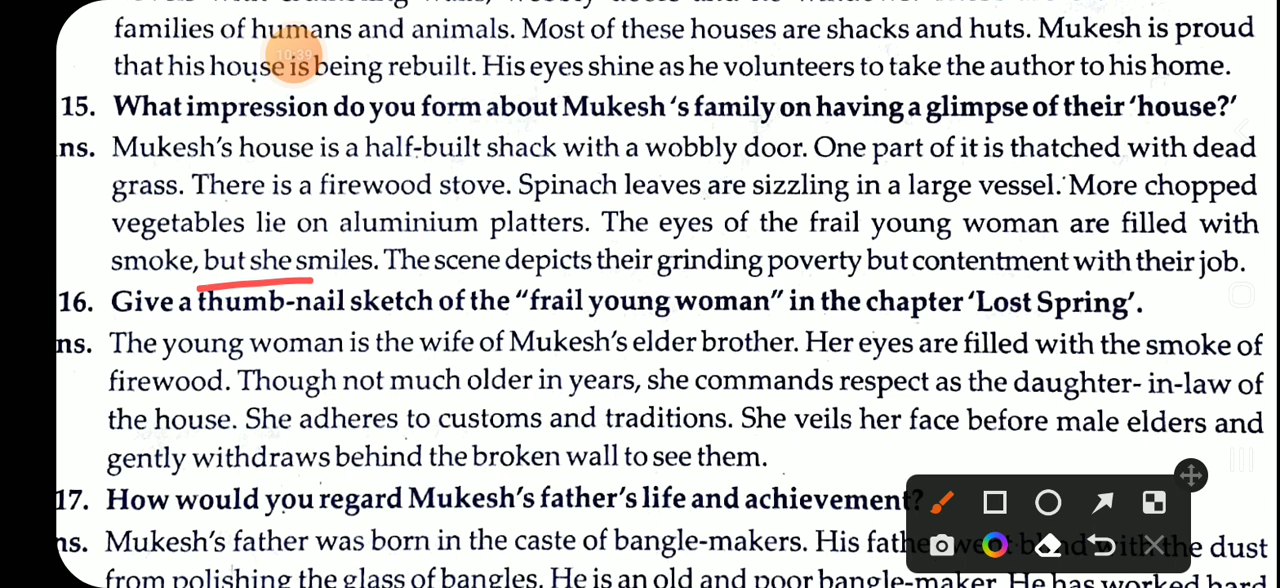 families of humans and animals. Most of these houses are shacks and huts. Mukesh is proud
that his house is being rebuilt. His eyes shine as he volunteers to take the author to his home.
15. What impression do you form about Mukesh 's family on having a glimpse of their 'house?'
ns. Mukesh's house is a half-built shack with a wobbly door. One part of it is thatched with dead
grass. There is a firewood stove. Spinach leaves are sizzling in a large vessel. More chopped
vegetables lie on aluminium platters. The eyes of the frail young woman are filled with
smoke, but she smiles. The scene depicts their grinding poverty but contentment with their job.
16. Give a thumb-nail sketch of the "frail young woman" in the chapter 'Lost Spring'.
ns. The young woman is the wife of Mukesh's elder brother. Her eyes are filled with the smoke of
firewood. Though not much older in years, she commands respect as the daughter- in-law of
the house. She adheres to customs and traditions. She veils her face before male elders and
gently withdraws behind the broken wall to see them.
17. How would you regard Mukesh's father's life and achievement?
ns. Mukesh's father was born in the caste of bangle-makers. His the dust
from polishing the glass of bangles. He is an old and poor bangle-maker. He has worked hard